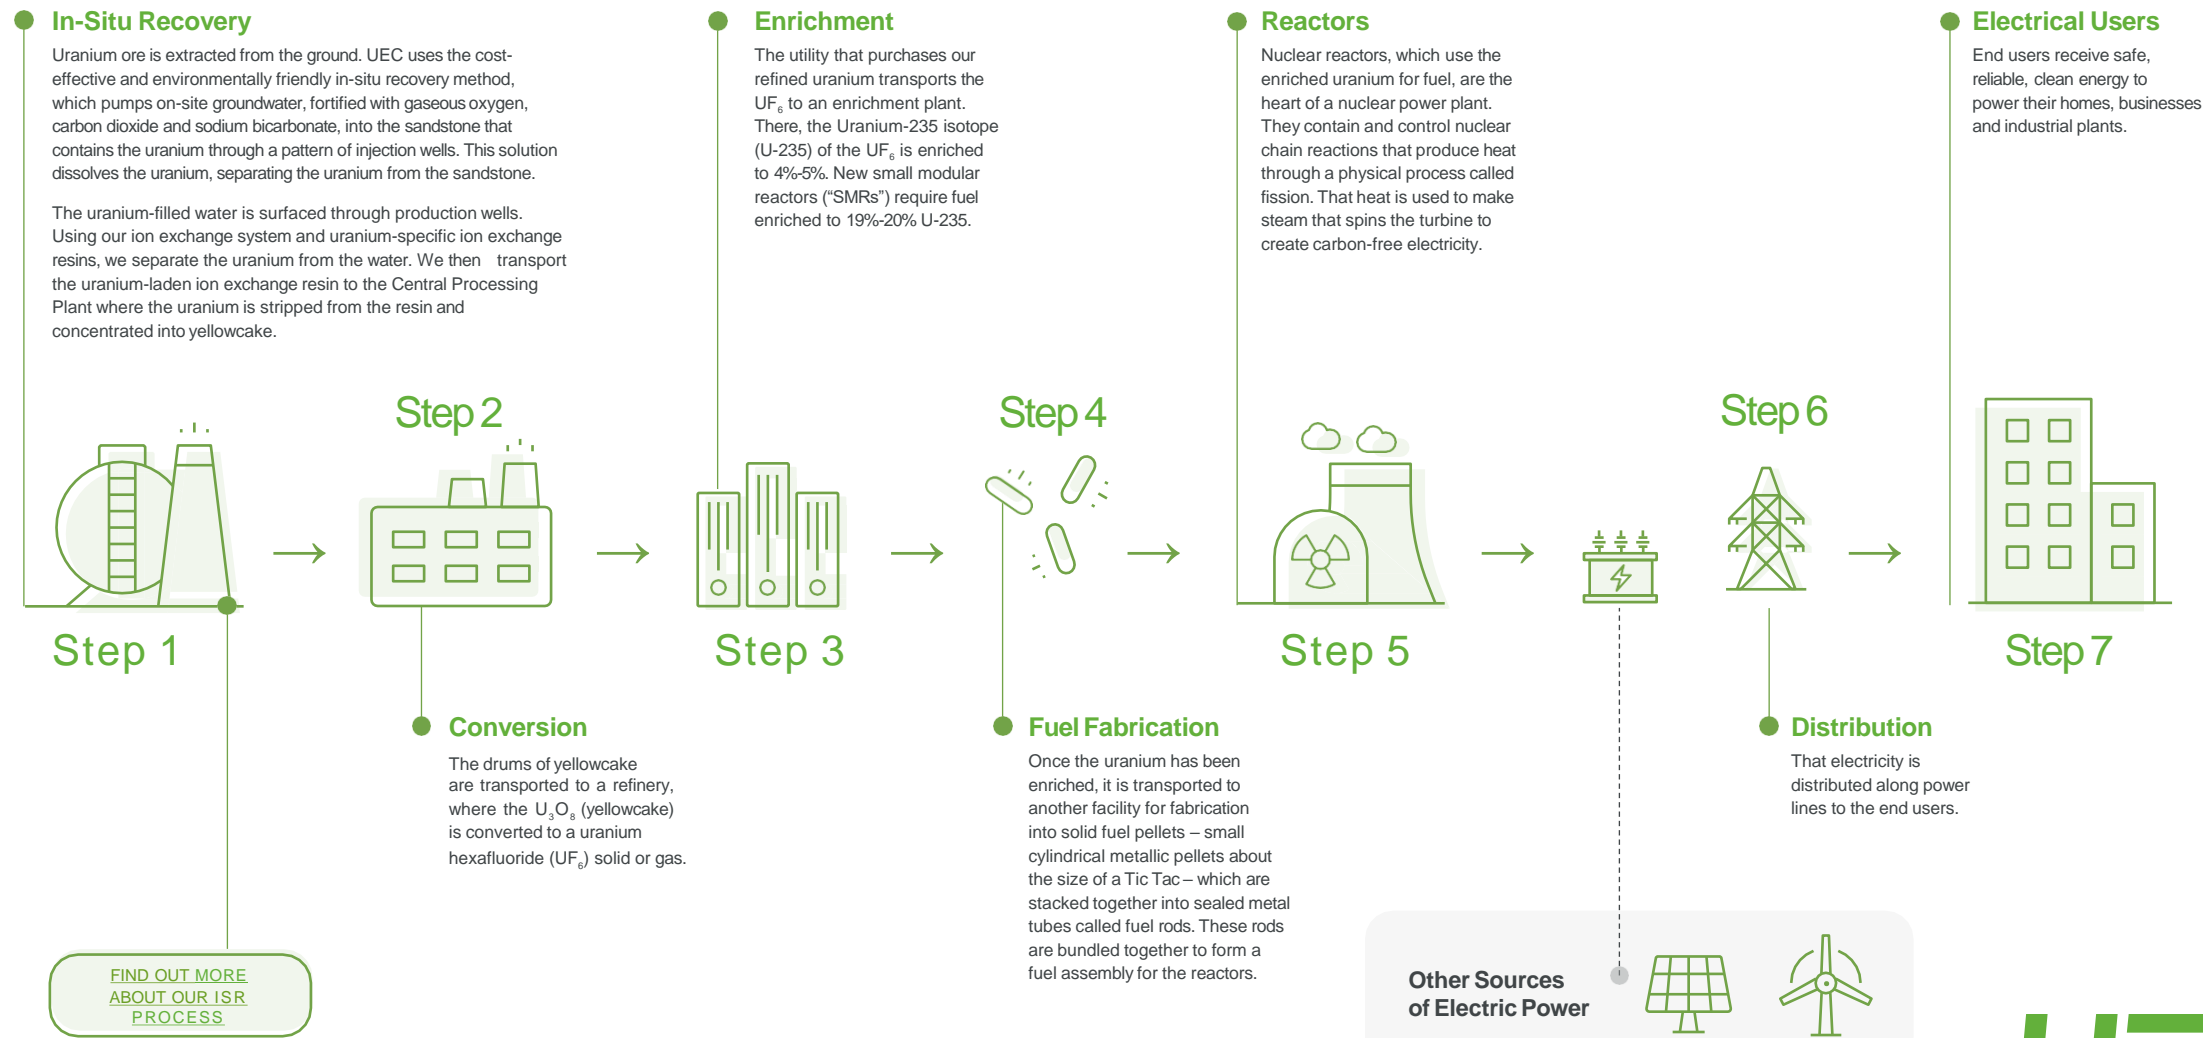 In-Situ Recovery
Uranium ore is extracted from the ground. UEC uses the cost-
effective and environmentally friendly in-situ recovery method,
which pumps on-site groundwater, fortified with gaseous oxygen,
carbon dioxide and sodium bicarbonate, into the sandstone that
contains the uranium through a pattern of injection wells. This solution
dissolves the uranium, separating the uranium from the sandstone.
The uranium-filled water is surfaced through production wells.
Using our ion exchange system and uranium-specific ion exchange
resins, we separate the uranium from the water. We then transport
the uranium-laden ion exchange resin to the Central Processing
Plant where the uranium is stripped from the resin and
concentrated into yellowcake.
Enrichment
The utility that purchases our
refined uranium transports the
UF₆ to an enrichment plant.
There, the Uranium-235 isotope
(U-235) of the UF₆ is enriched
to 4%-5%. New small modular
reactors (“SMRs”) require fuel
enriched to 19%-20% U-235.
Reactors
Nuclear reactors, which use the
enriched uranium for fuel, are the
heart of a nuclear power plant.
They contain and control nuclear
chain reactions that produce heat
through a physical process called
fission. That heat is used to make
steam that spins the turbine to
create carbon-free electricity.
Electrical Users
End users receive safe,
reliable, clean energy to
power their homes, businesses
and industrial plants.
Step 2
Step 4
Step 6
Step 1
Step 3
Step 5
Step 7
Conversion
The drums of yellowcake
are transported to a refinery,
where the U₃O₈ (yellowcake)
is converted to a uranium
hexafluoride (UF₆) solid or gas.
Fuel Fabrication
Once the uranium has been
enriched, it is transported to
another facility for fabrication
into solid fuel pellets – small
cylindrical metallic pellets about
the size of a Tic Tac – which are
stacked together into sealed metal
tubes called fuel rods. These rods
are bundled together to form a
fuel assembly for the reactors.
Distribution
That electricity is
distributed along power
lines to the end users.
FIND OUT MORE
ABOUT OUR ISR
PROCESS
Other Sources
of Electric Power